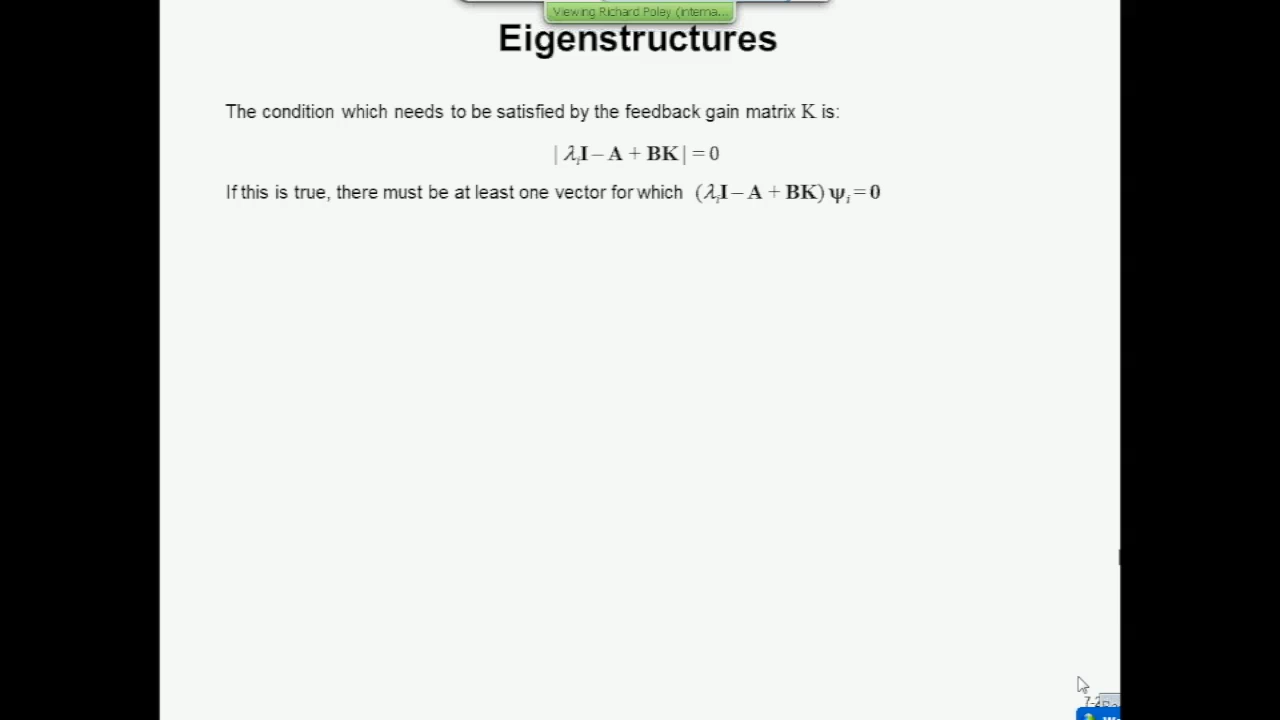 Viewing Richard Poley (interna...
Eigenstructures
The condition which needs to be satisfied by the feedback gain matrix K is:
| λᵢI − A + BK | = 0
If this is true, there must be at least one vector for which (λᵢI − A + BK) ψᵢ = 0